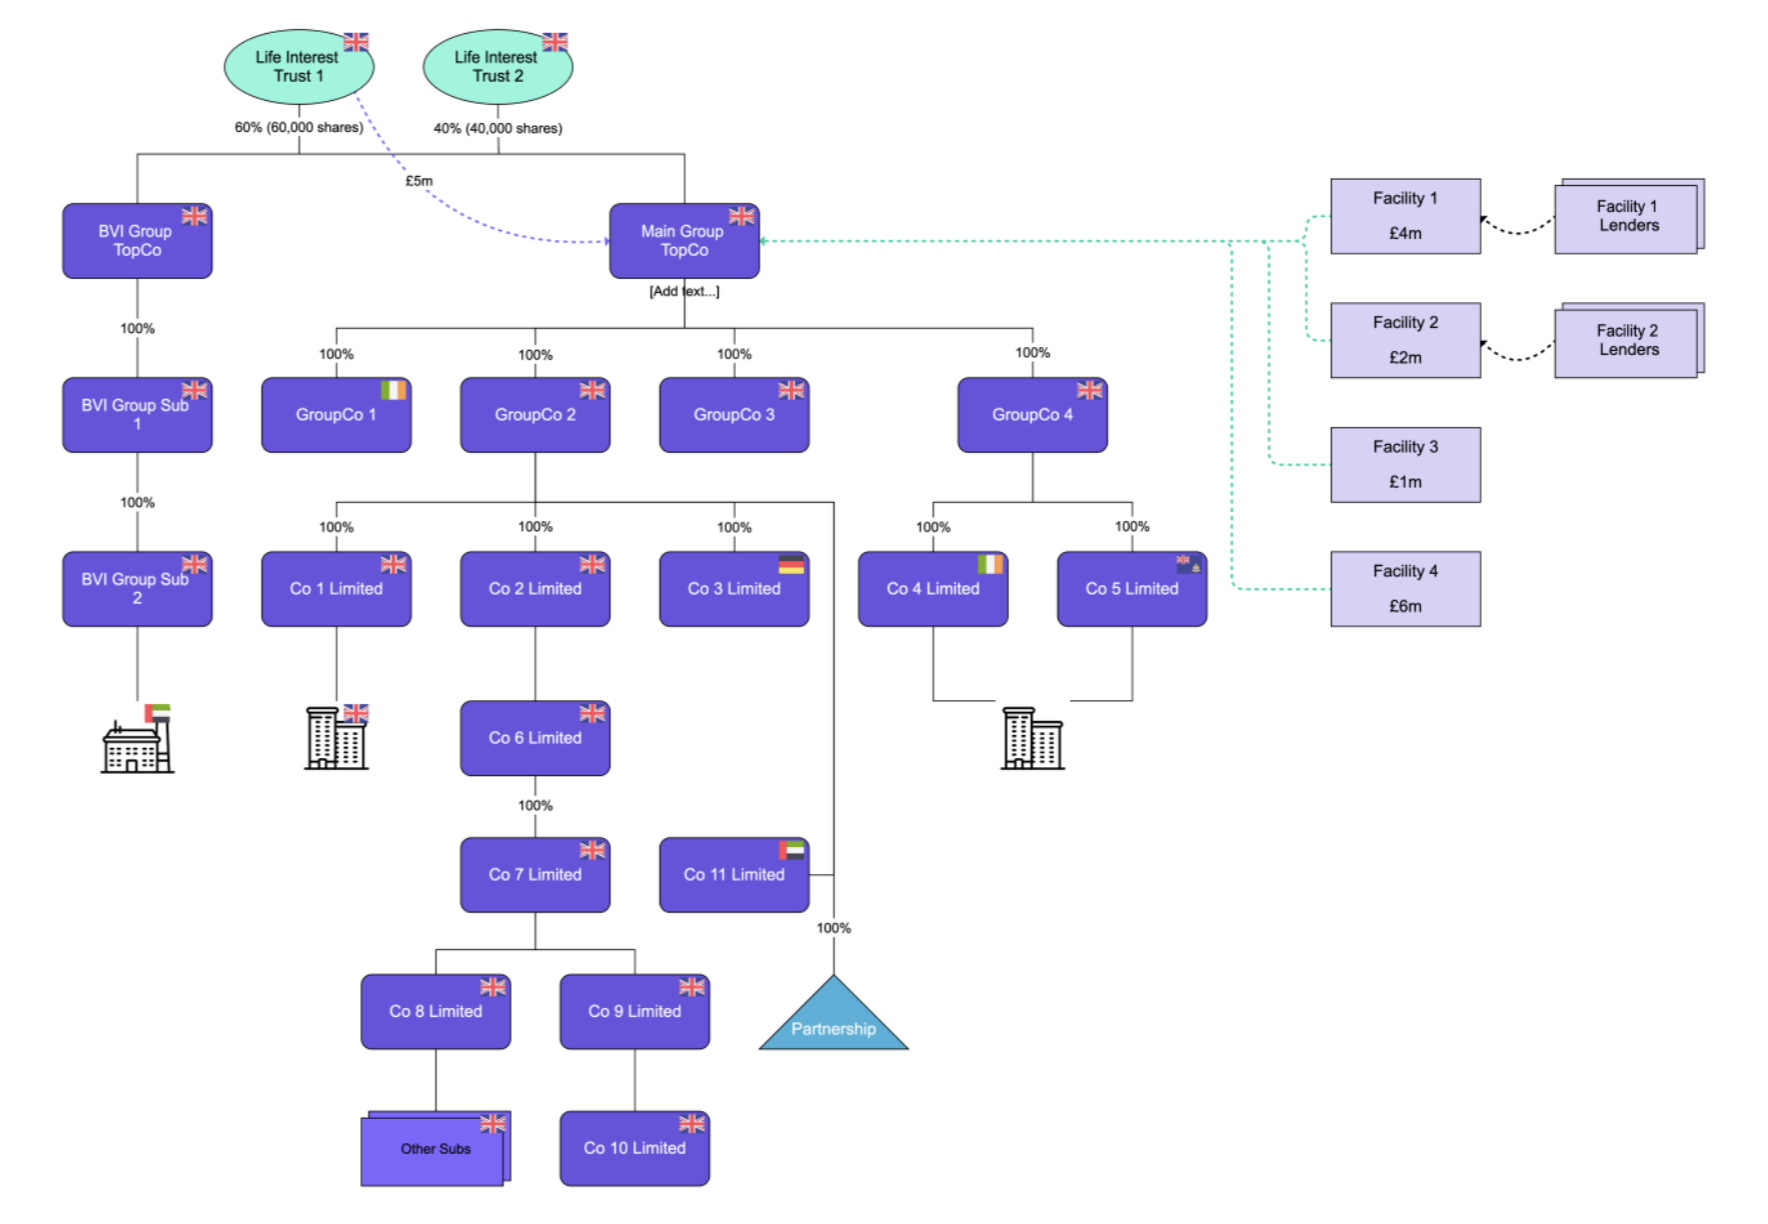 Life Interest
Trust 1
Life Interest
Trust 2
60% (60,000 shares)
40% (40,000 shares)
£5m
BVI Group
TopCo
Main Group
TopCo
[Add text...]
Facility 1
£4m
Facility 1
Lenders
Facility 2
£2m
Facility 2
Lenders
100%
100%
100%
100%
100%
BVI Group Sub
1
GroupCo 1
GroupCo 2
GroupCo 3
GroupCo 4
Facility 3
£1m
100%
100%
100%
100%
100%
100%
BVI Group Sub
2
Co 1 Limited
Co 2 Limited
Co 3 Limited
Co 4 Limited
Co 5 Limited
Facility 4
£6m
Co 6 Limited
100%
Co 7 Limited
Co 11 Limited
100%
Co 8 Limited
Co 9 Limited
Partnership
Other Subs
Co 10 Limited